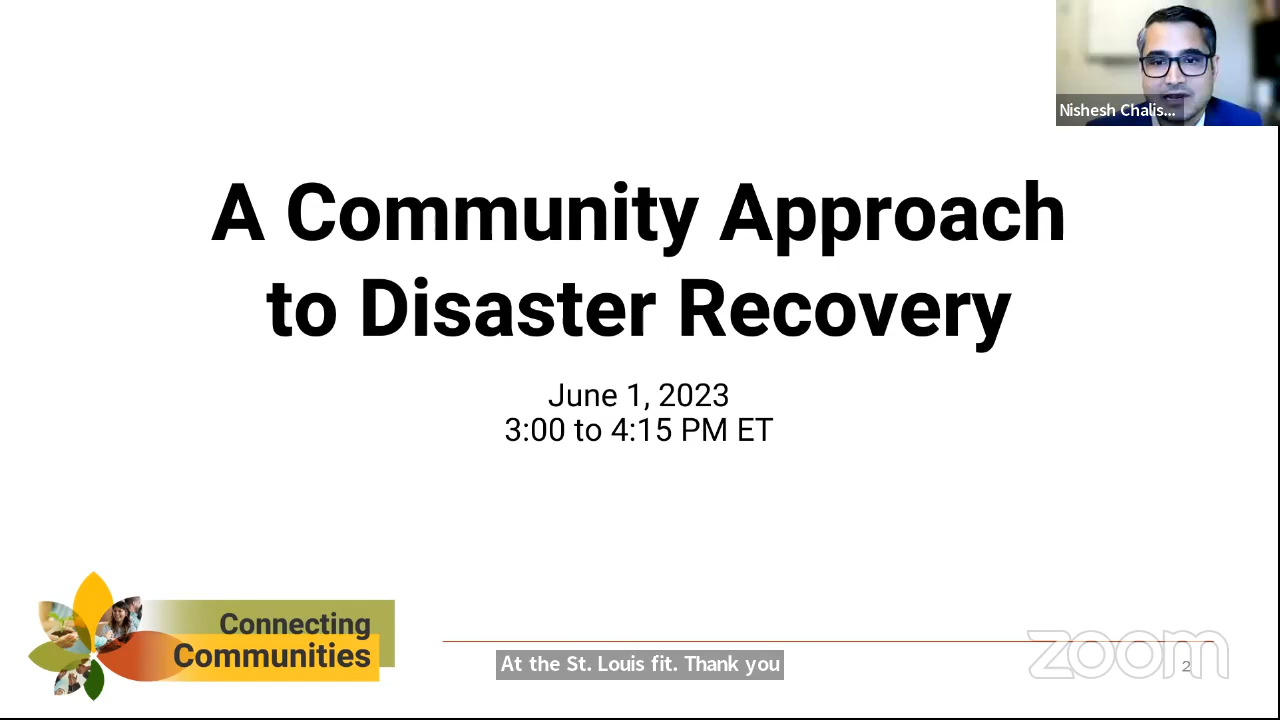 Nishesh Chalis...
A Community Approach
to Disaster Recovery
June 1, 2023
3:00 to 4:15 PM ET
Connecting
Communities
At the St. Louis fit. Thank you
zoom
2